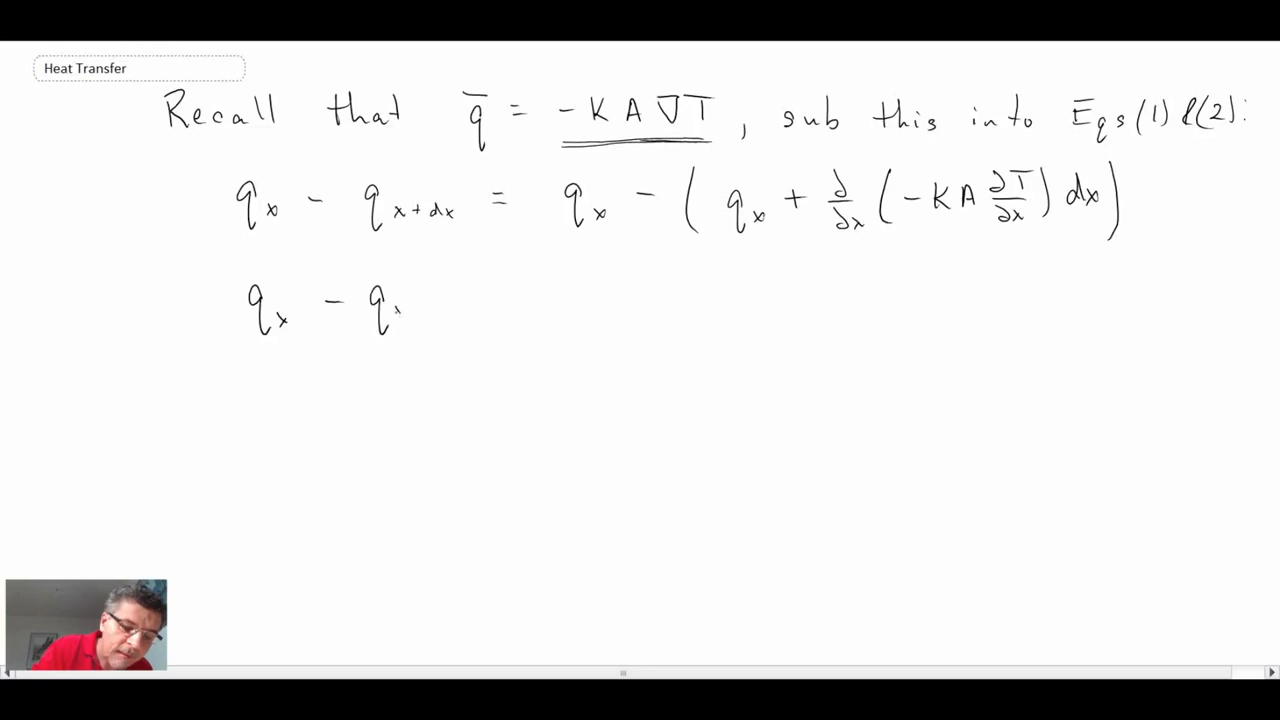 Heat Transfer
Recall that q̄ = -KA∇T, sub this into Eqs(1)&(2):
qₓ - qₓ₊dx = qₓ - (qₓ + ∂/∂x (-KA ∂T/∂x) dx)
qₓ - qₓ